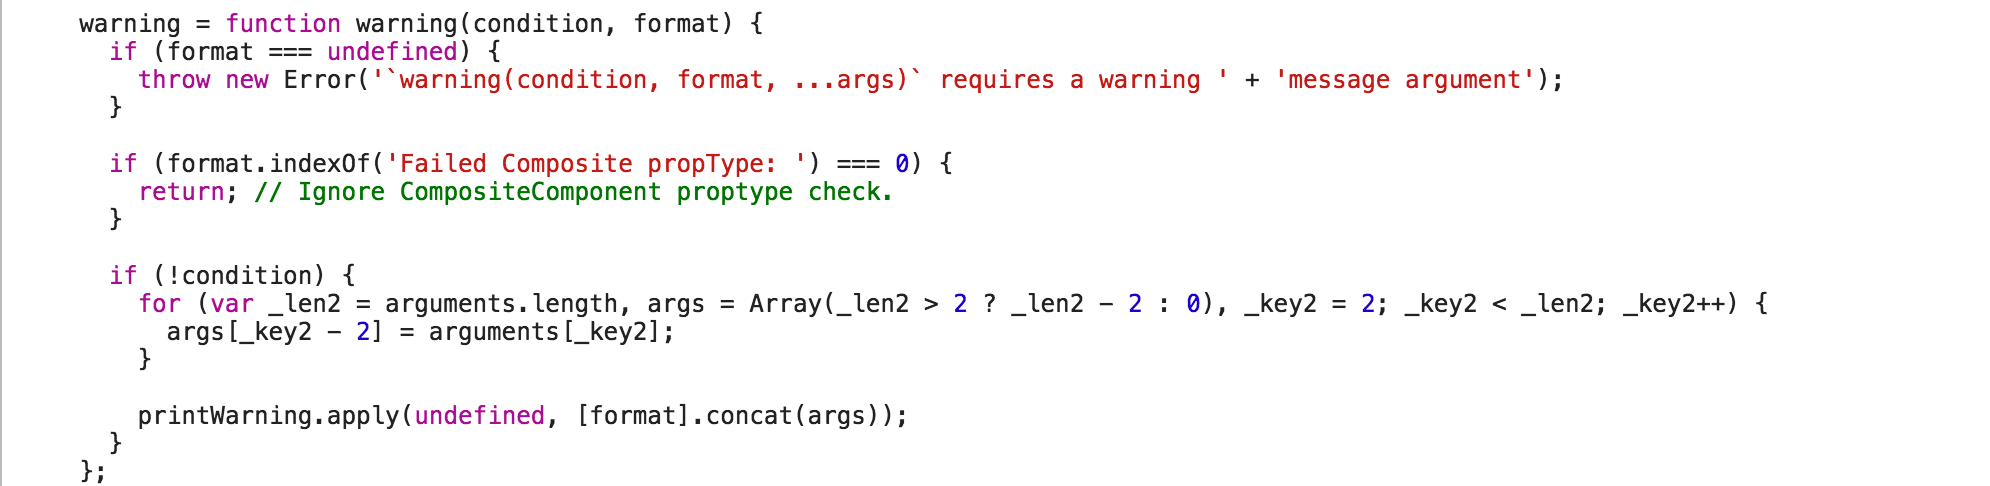 warning = function warning(condition, format) {
  if (format === undefined) {
    throw new Error('`warning(condition, format, ...args)` requires a warning ' + 'message argument');
  }

  if (format.indexOf('Failed Composite propType: ') === 0) {
    return; // Ignore CompositeComponent proptype check.
  }

  if (!condition) {
    for (var _len2 = arguments.length, args = Array(_len2 > 2 ? _len2 - 2 : 0), _key2 = 2; _key2 < _len2; _key2++) {
      args[_key2 - 2] = arguments[_key2];
    }

    printWarning.apply(undefined, [format].concat(args));
  }
};